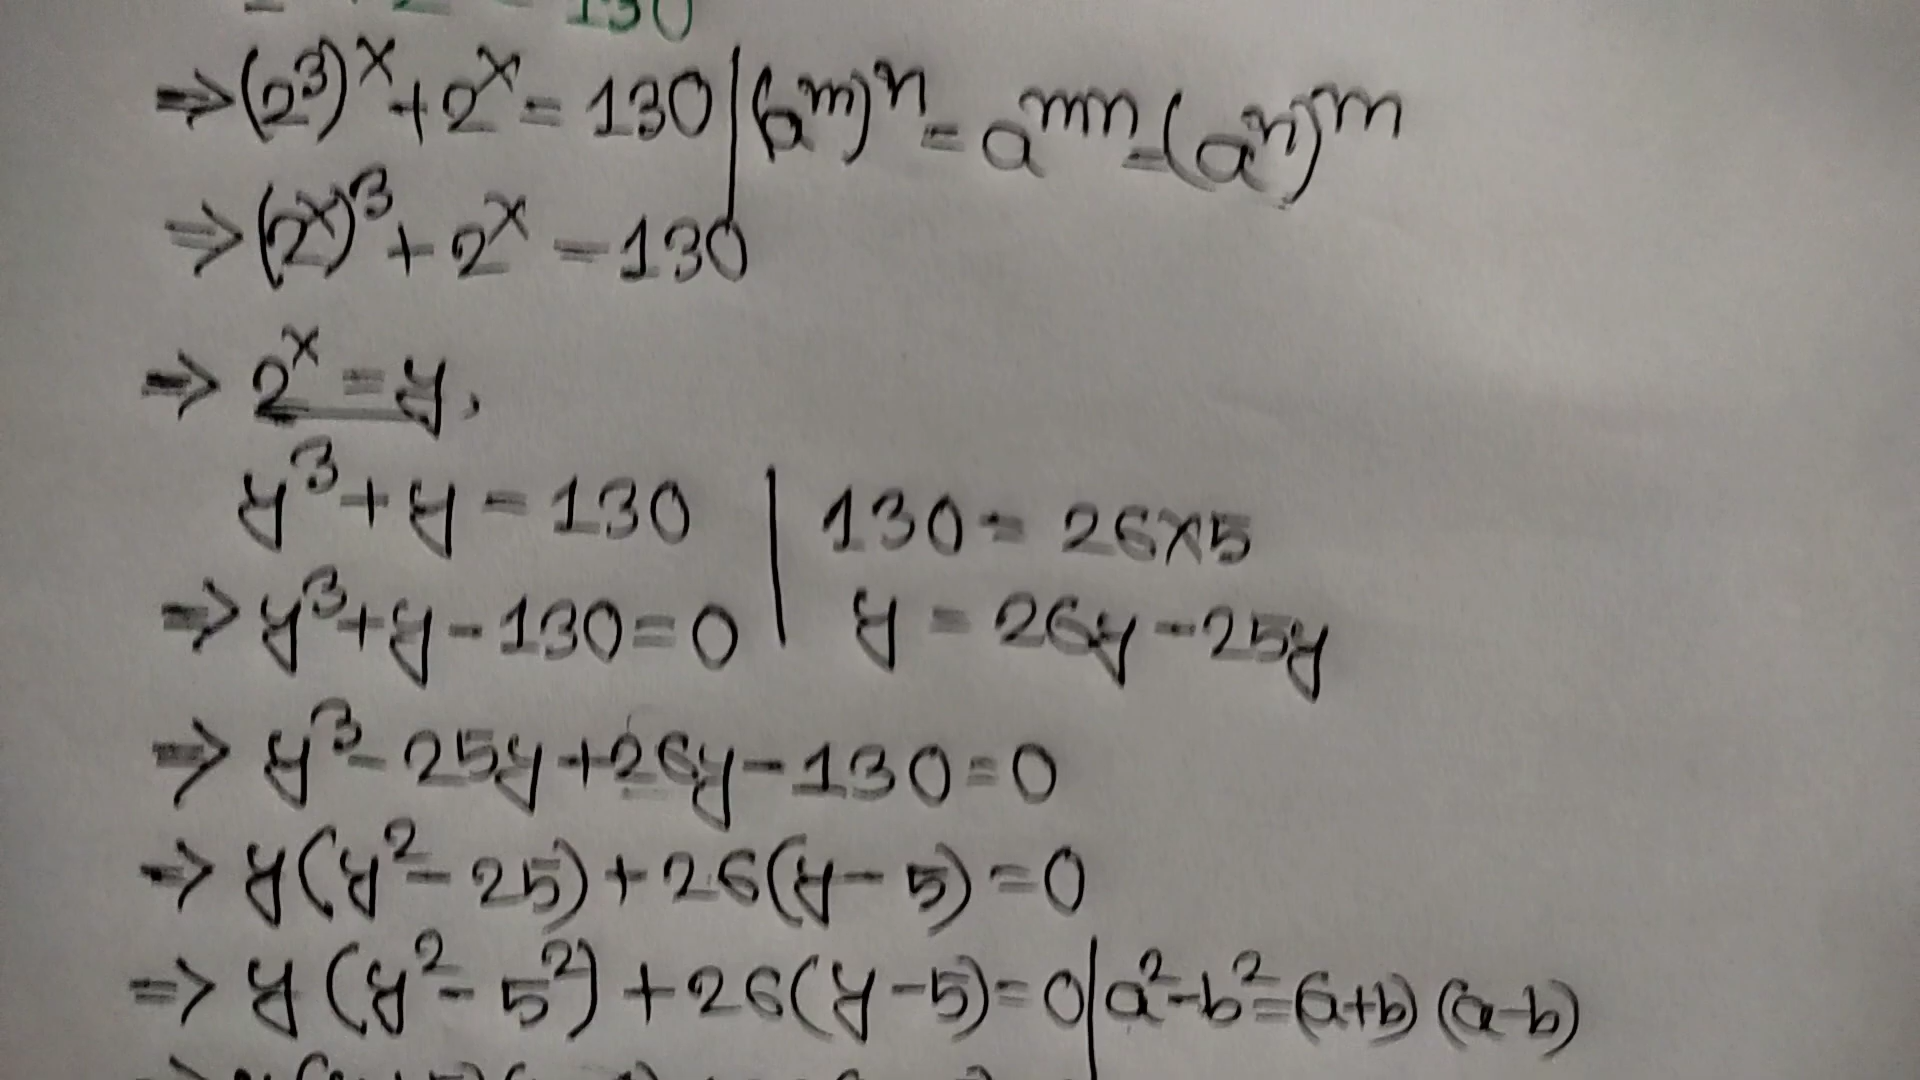 130
⇒(2³)ˣ+2ˣ=130 | (aᵐ)ⁿ=aᵐⁿ=(aⁿ)ᵐ
⇒(2ˣ)³+2ˣ=130
⇒ 2ˣ=y,
y³+y=130 | 130=26×5
⇒y³+y-130=0 | y=26y-25y
⇒ y³-25y+26y-130=0
⇒ y(y²-25)+26(y-5)=0
⇒ y(y²-5²)+26(y-5)=0 | a²-b²=(a+b)(a-b)